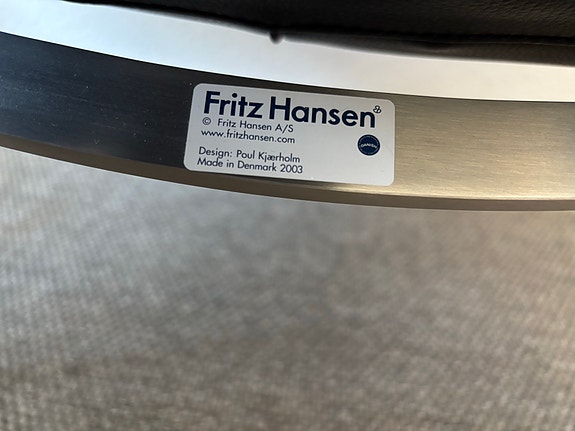 Fritz Hansen
© Fritz Hansen A/S
www.fritzhansen.com
Design: Poul Kjærholm
Made in Denmark 2003